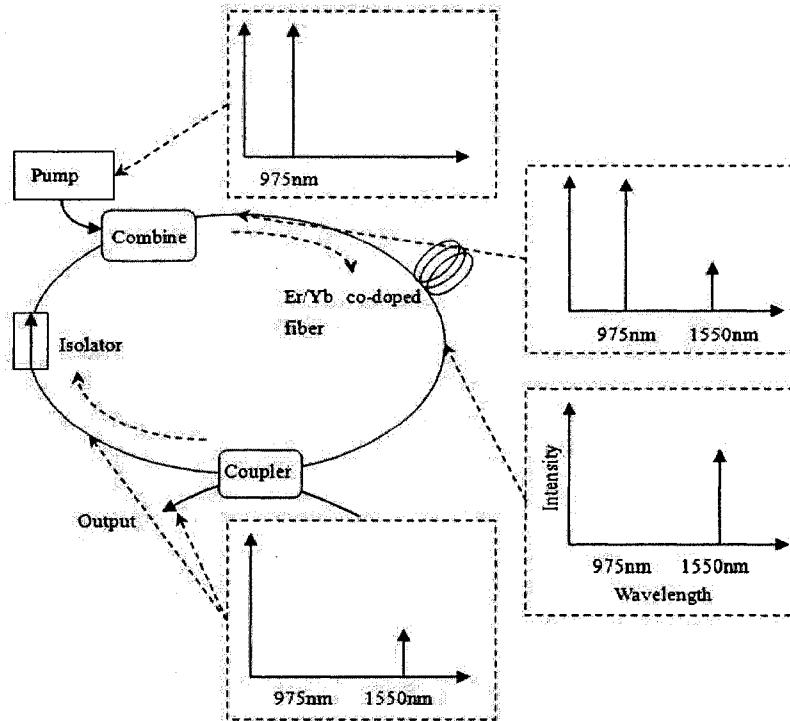 975nm
Pump
Combine
Er/Yb co-doped
fiber
975nm 1550nm
Isolator
Coupler
Output
Intensity
975nm 1550nm
Wavelength
975nm 1550nm